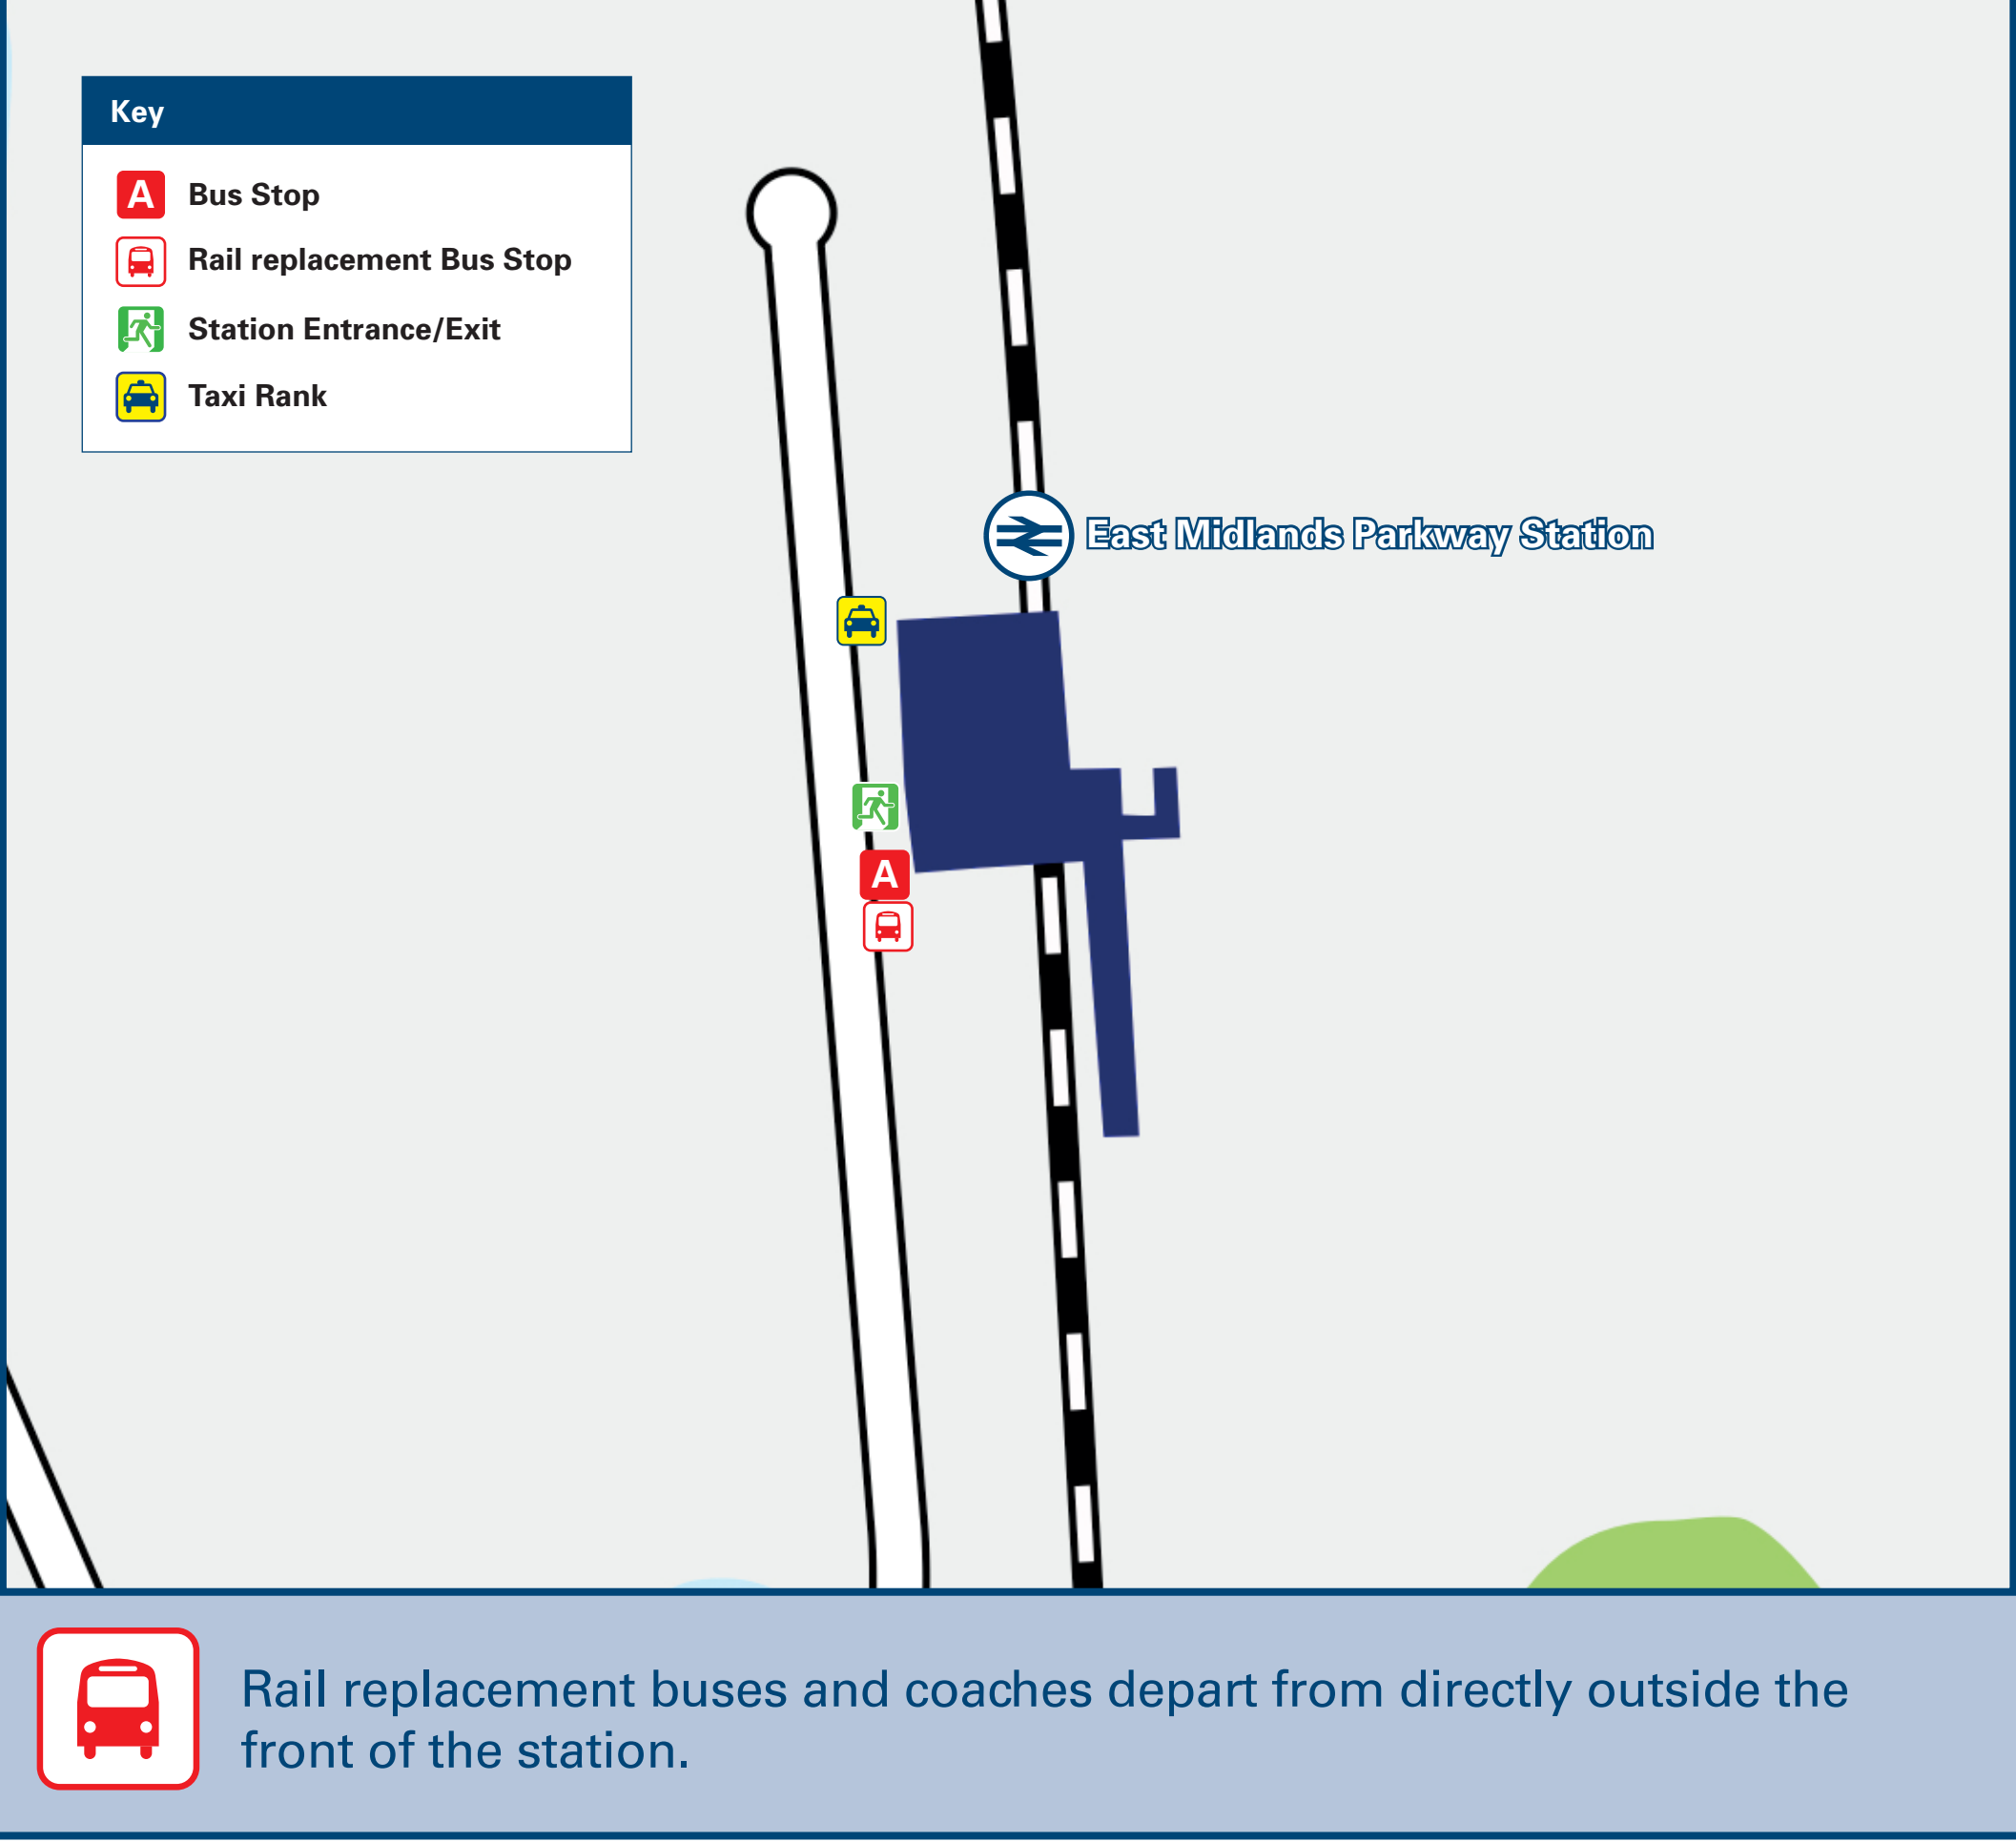 Key
A Bus Stop
Rail replacement Bus Stop
Station Entrance/Exit
Taxi Rank
East Midlands Parkway Station
A
Rail replacement buses and coaches depart from directly outside the
front of the station.